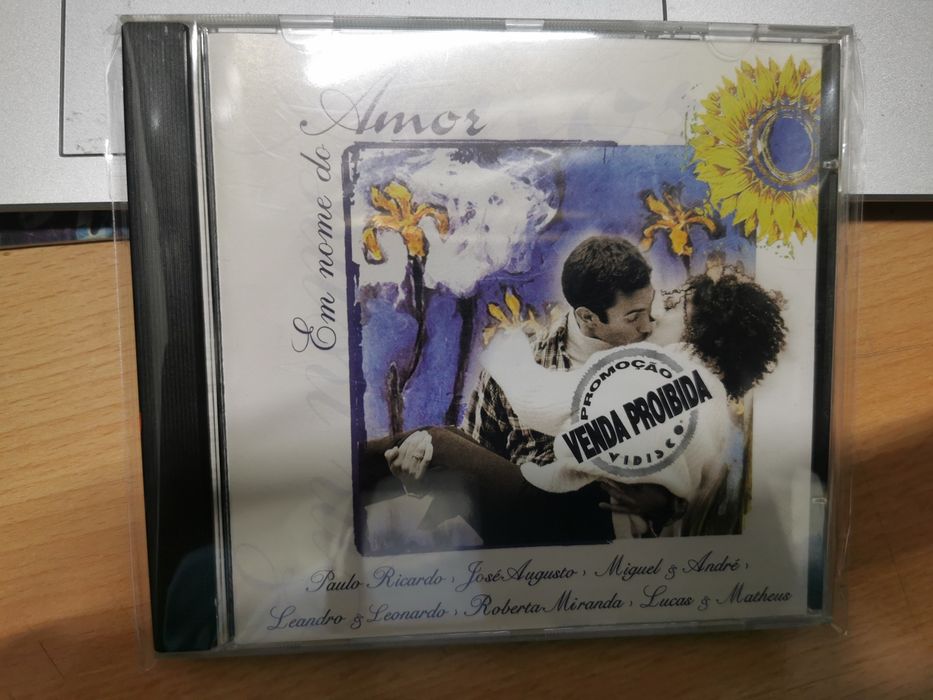 Em nome do
Amor
PROMOÇÃO
VENDA PROIBIDA
VIDISCO
Paulo Ricardo, José Augusto, Miguel & André,
Leandro & Leonardo, Roberta Miranda, Lucas & Matheus